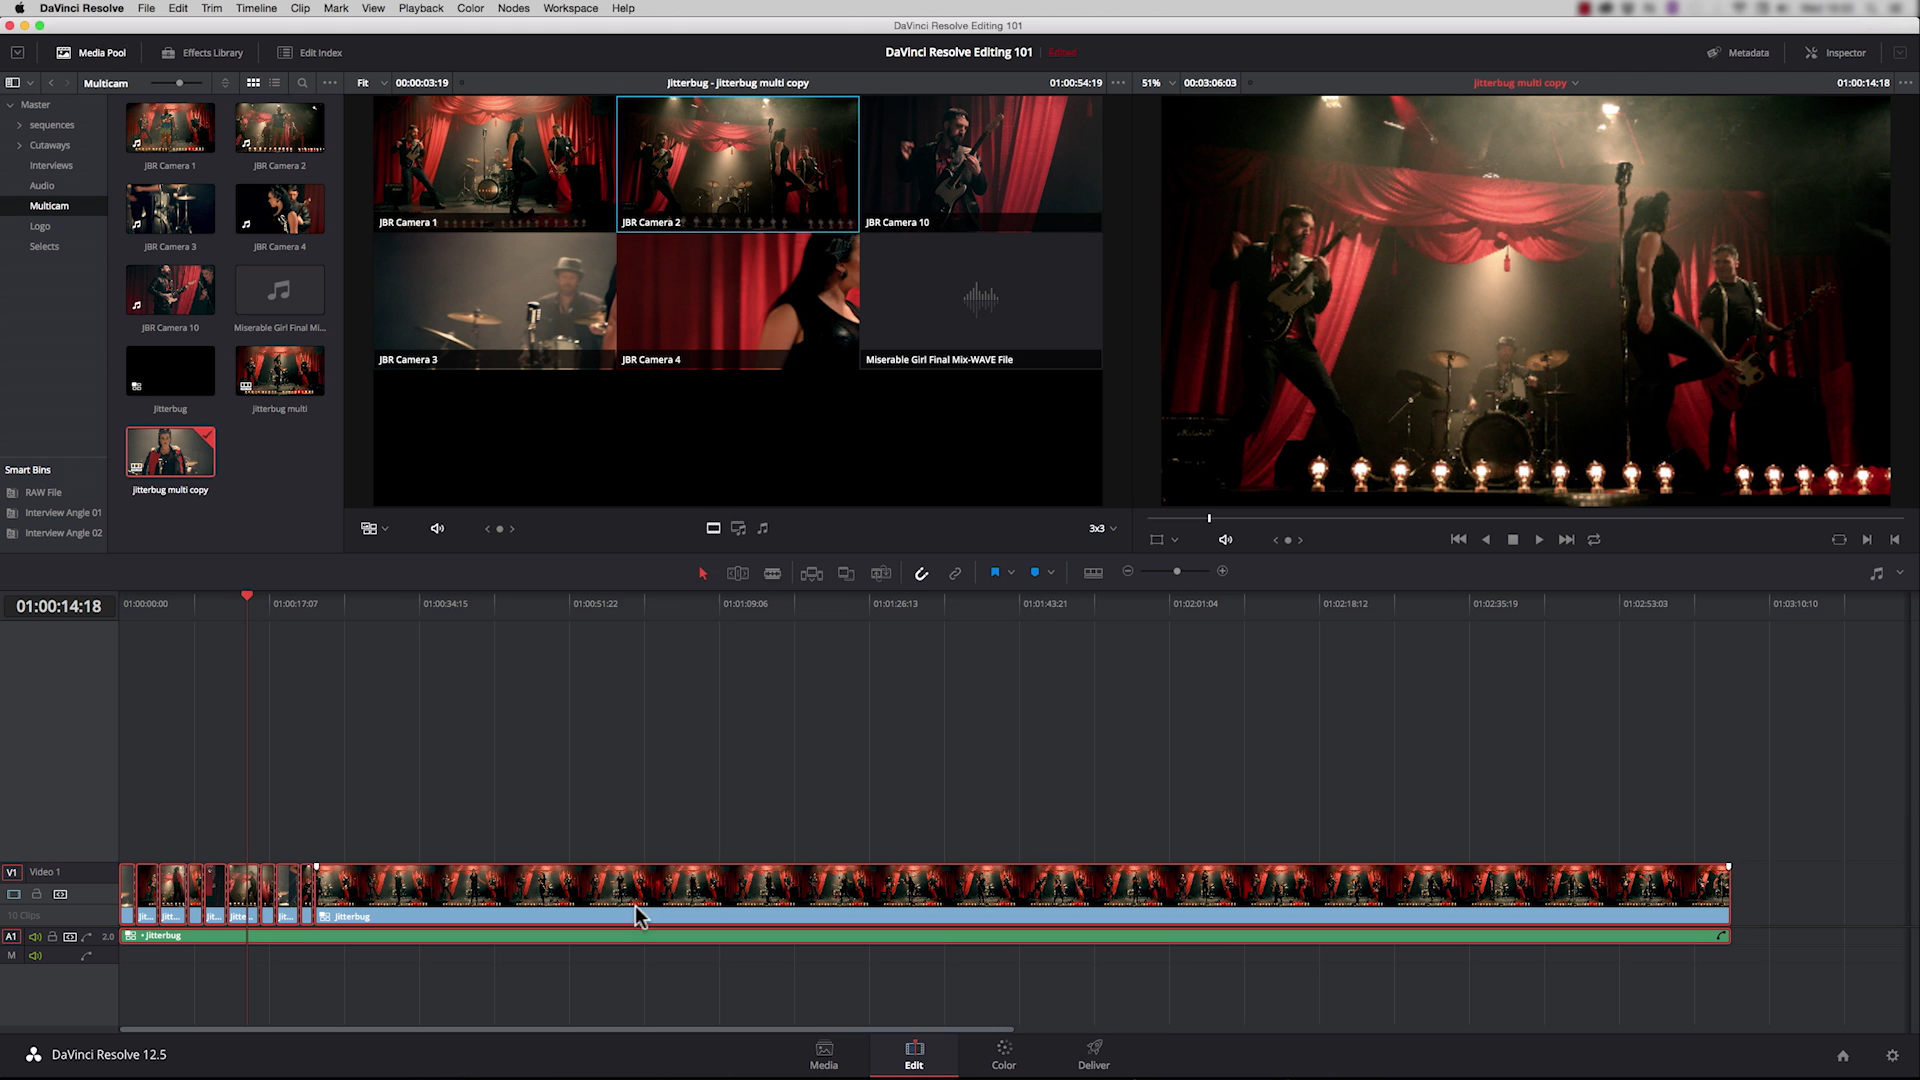 DaVinci Resolve File Edit Trim Timeline Clip Mark View Playback Color Nodes Workspace Help
DaVinci Resolve Editing 101
Media Pool Effects Library Edit Index DaVinci Resolve Editing 101 Edited Metadata Inspector
Multicam Fit 00:00:03:19 Jitterbug - jitterbug multi copy 01:00:54:19 51% 00:03:06:03 jitterbug multi copy 01:00:14:18
Master
sequences
Cutaways
Interviews
Audio
Multicam
Logo
Selects
JBR Camera 1 JBR Camera 2
JBR Camera 3 JBR Camera 4
JBR Camera 10 Miserable Girl Final Mi...
Jitterbug jitterbug multi
jitterbug multi copy
Smart Bins
RAW File
Interview Angle 01
Interview Angle 02
JBR Camera 1 JBR Camera 2 JBR Camera 10
JBR Camera 3 JBR Camera 4 Miserable Girl Final Mix-WAVE File
3x3
01:00:14:18 01:00:00:00 01:00:17:07 01:00:34:15 01:00:51:22 01:01:09:06 01:01:26:13 01:01:43:21 01:02:01:04 01:02:18:12 01:02:35:19 01:02:53:03 01:03:10:10
V1 Video 1
10 Clips Jit... Jitt... Jit... Jitte... Jit... Jitterbug
A1 2.0 • Jitterbug
M
DaVinci Resolve 12.5 Media Edit Color Deliver